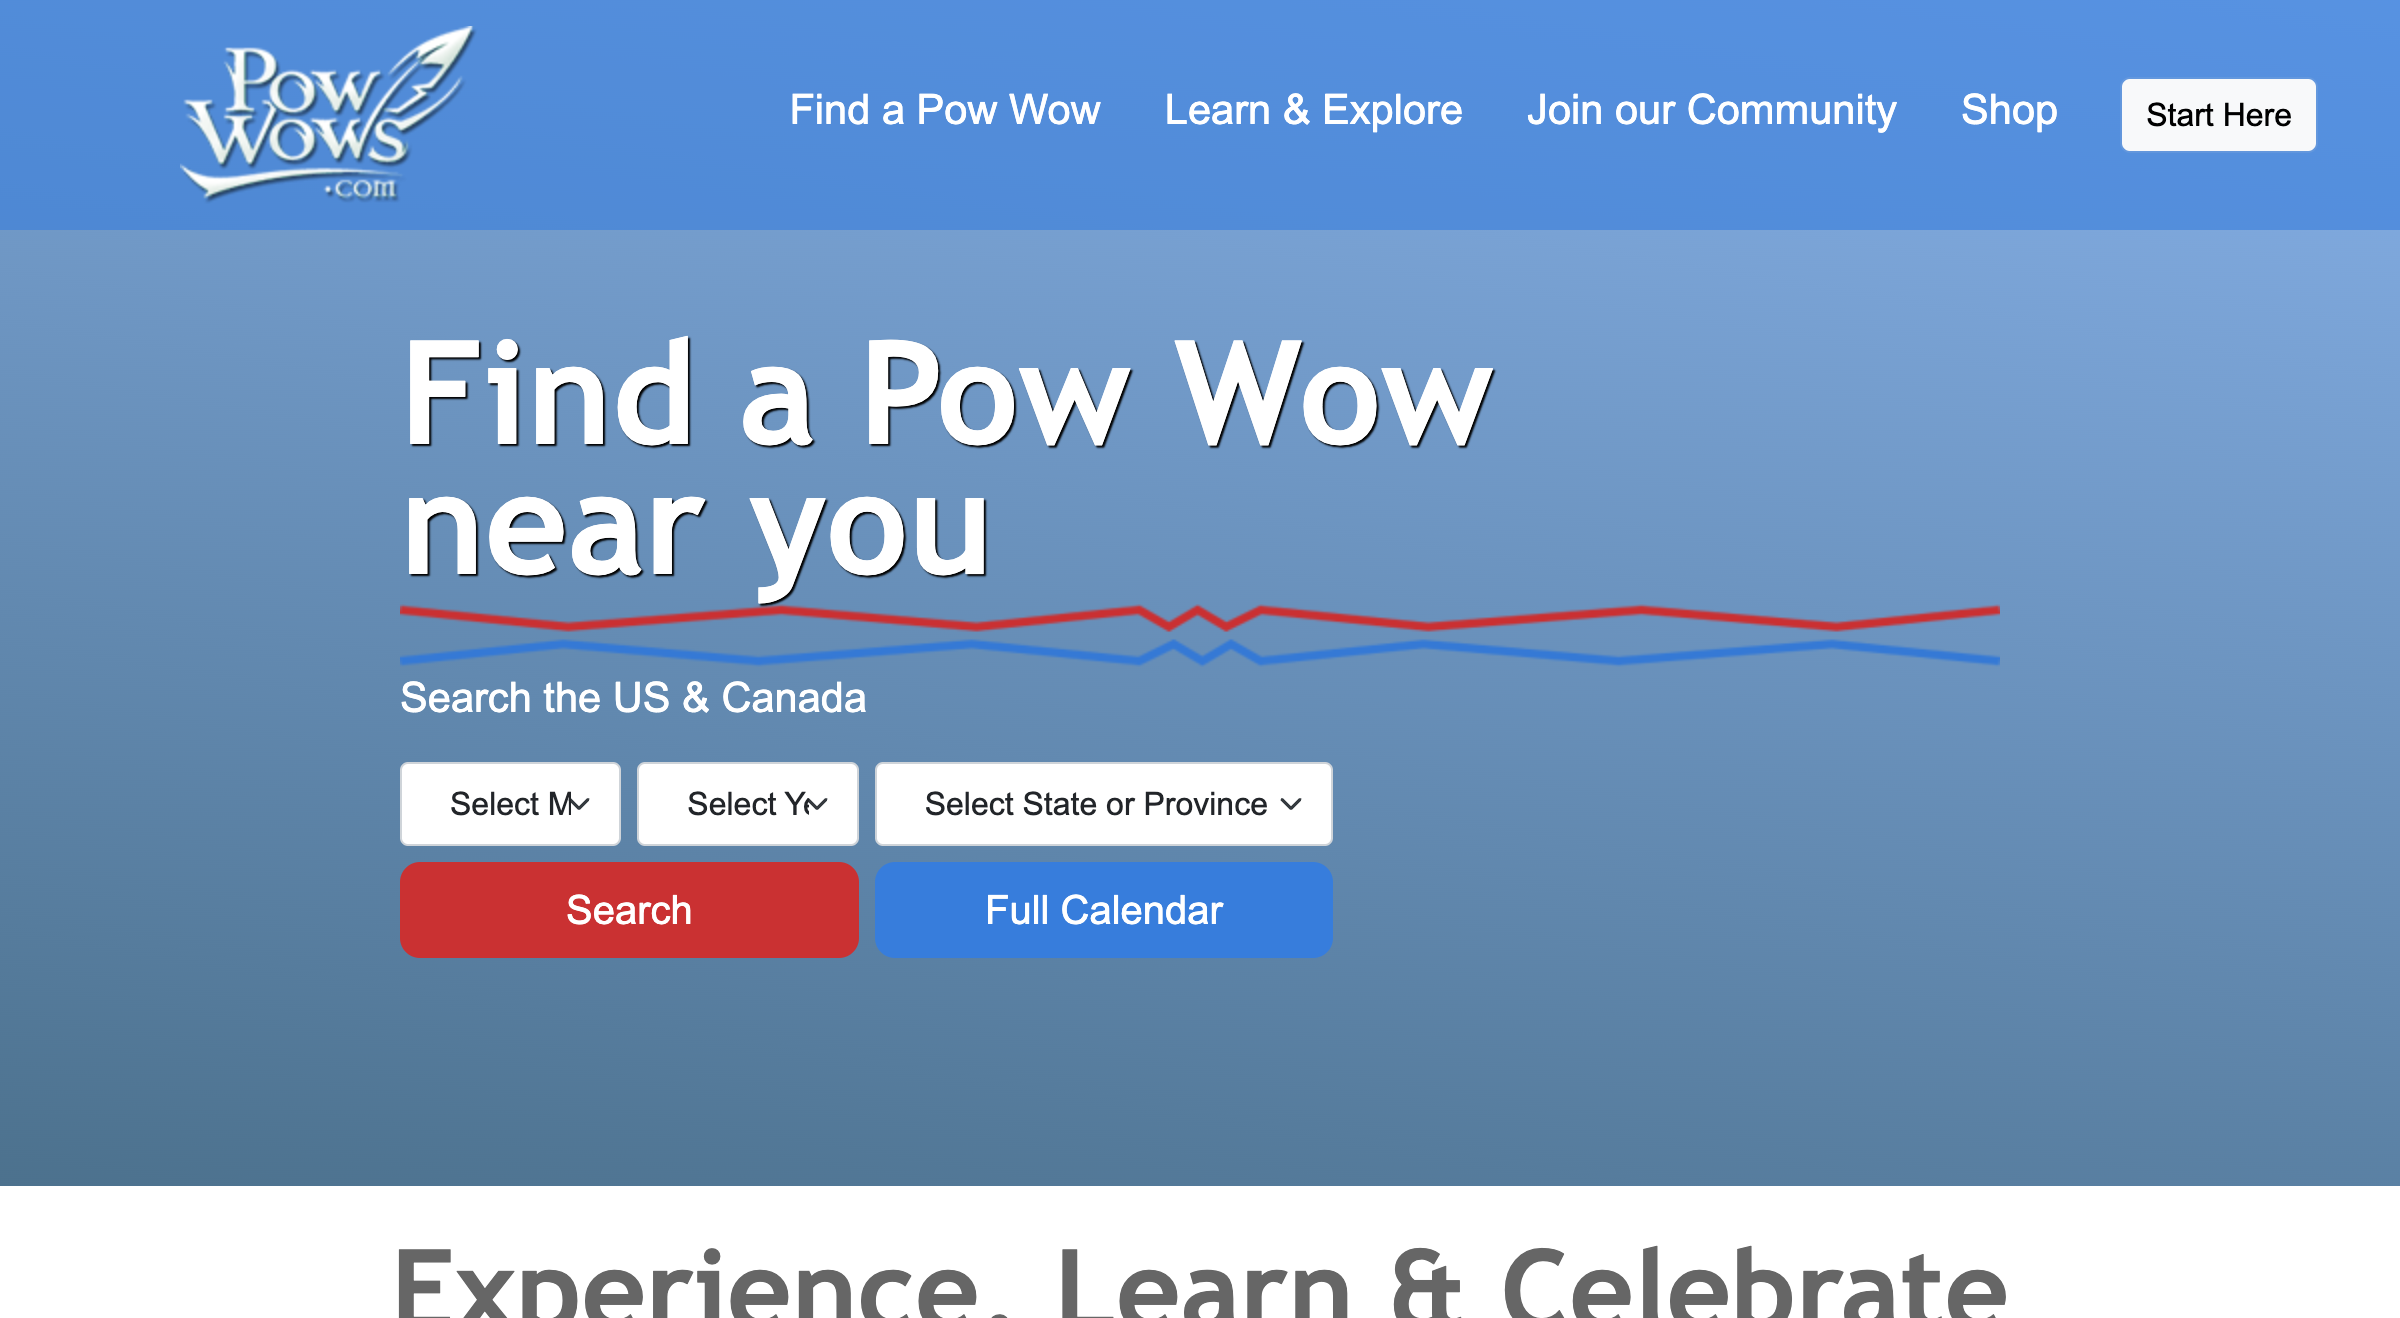 Pow
Wows
.com
Find a Pow Wow
Learn & Explore
Join our Community
Shop
Start Here
Find a Pow Wow
near you
Search the US & Canada
Select M
Select Ye
Select State or Province
Search
Full Calendar
Experience, Learn & Celebrate